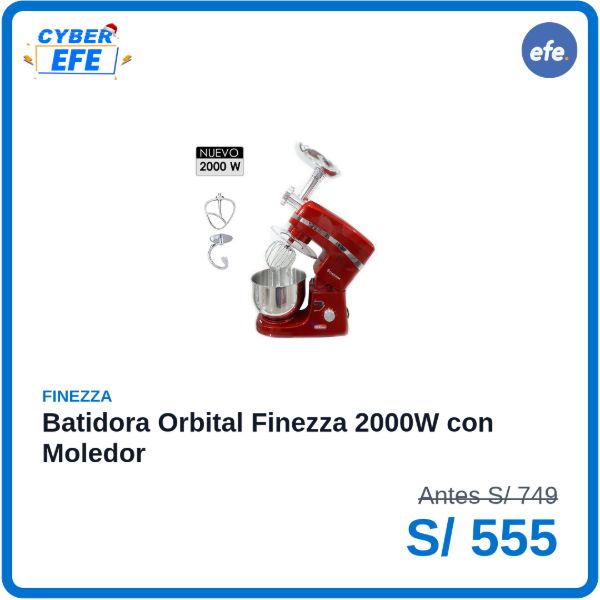 CYBER
EFE
efe.
NUEVO
2000 W
FINEZZA
Batidora Orbital Finezza 2000W con
Moledor
Antes S/ 749
S/ 555